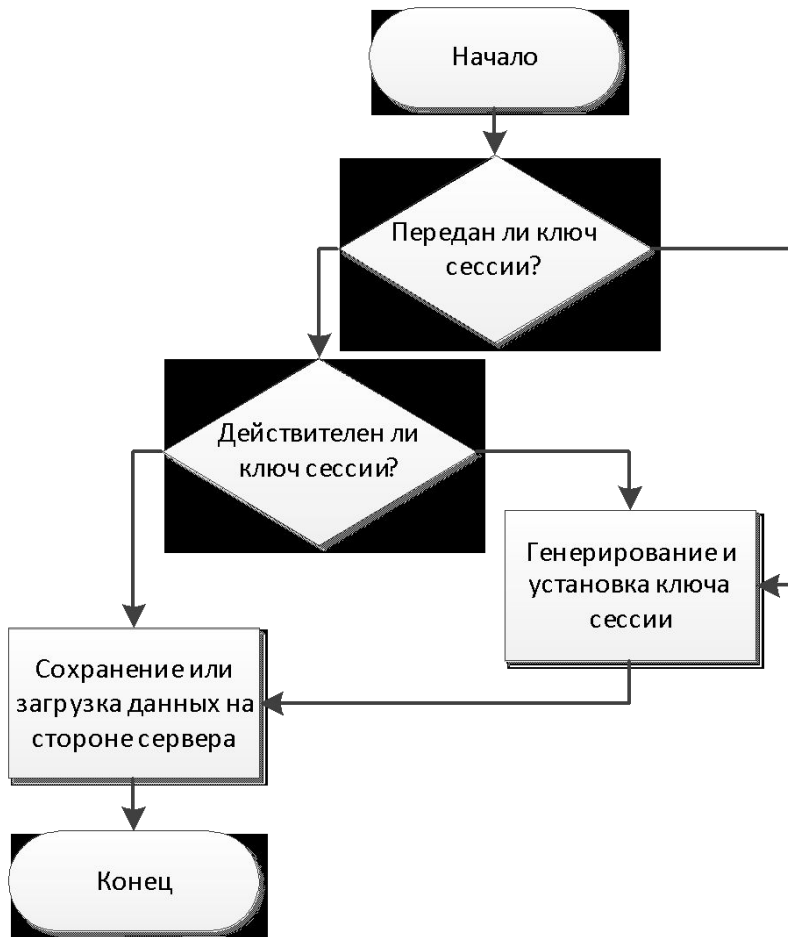 Начало
Передан ли ключ
сессии?
Действителен ли
ключ сессии?
Генерирование и
установка ключа
сессии
Сохранение или
загрузка данных на
стороне сервера
Конец